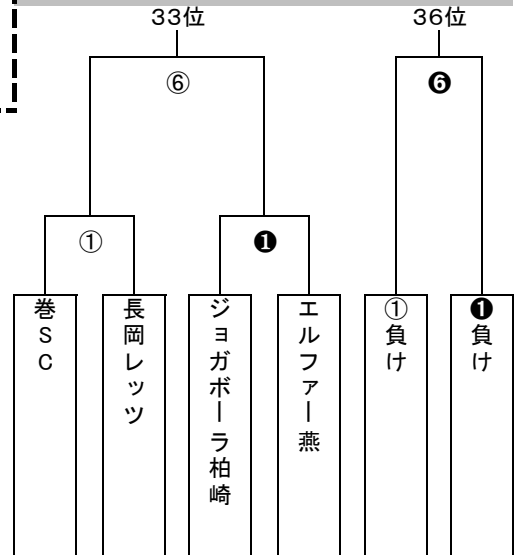 33位
36位
⑥
❻
①
❶
巻SC
長岡レッツ
ジョガボーラ柏崎
エルファー燕
①負け
❶負け